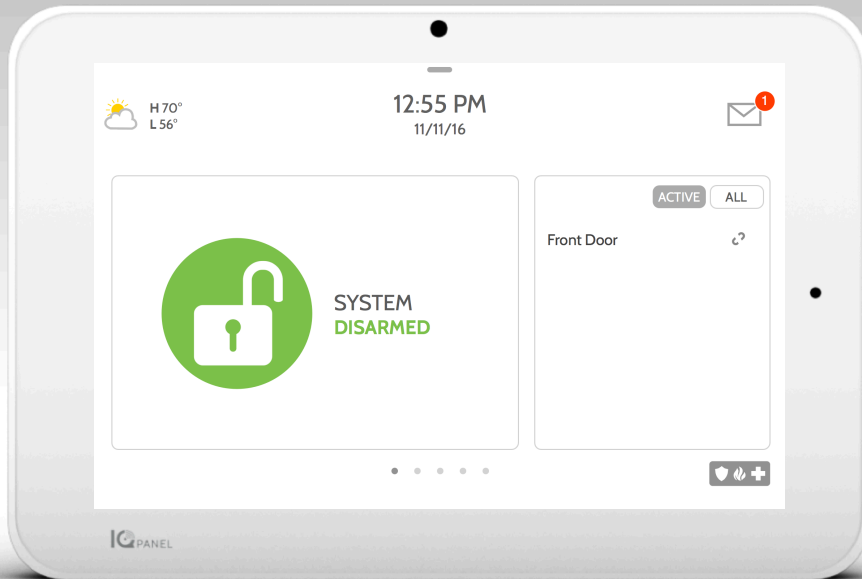 H 70°
L 56°
12:55 PM
11/11/16
1
SYSTEM
DISARMED
ACTIVE
ALL
Front Door
IQ PANEL